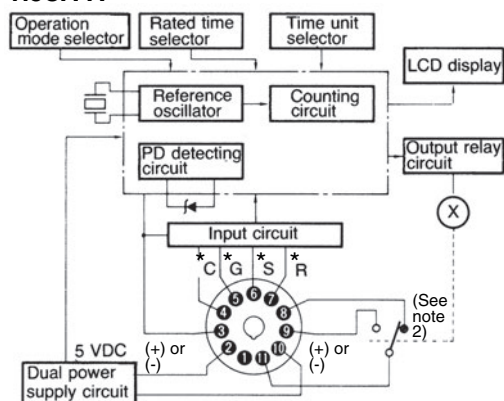 Operation
mode selector
Rated time
selector
Time unit
selector
LCD display
Reference
oscillator
Counting
circuit
PD detecting
circuit
Output relay
circuit
X
Input circuit
* C * G * S * R
6
5 7
4 8
3 9
2 10
1 11
(See
note
2)
5 VDC
(+) or
(-)
(+) or
(-)
Dual power
supply circuit